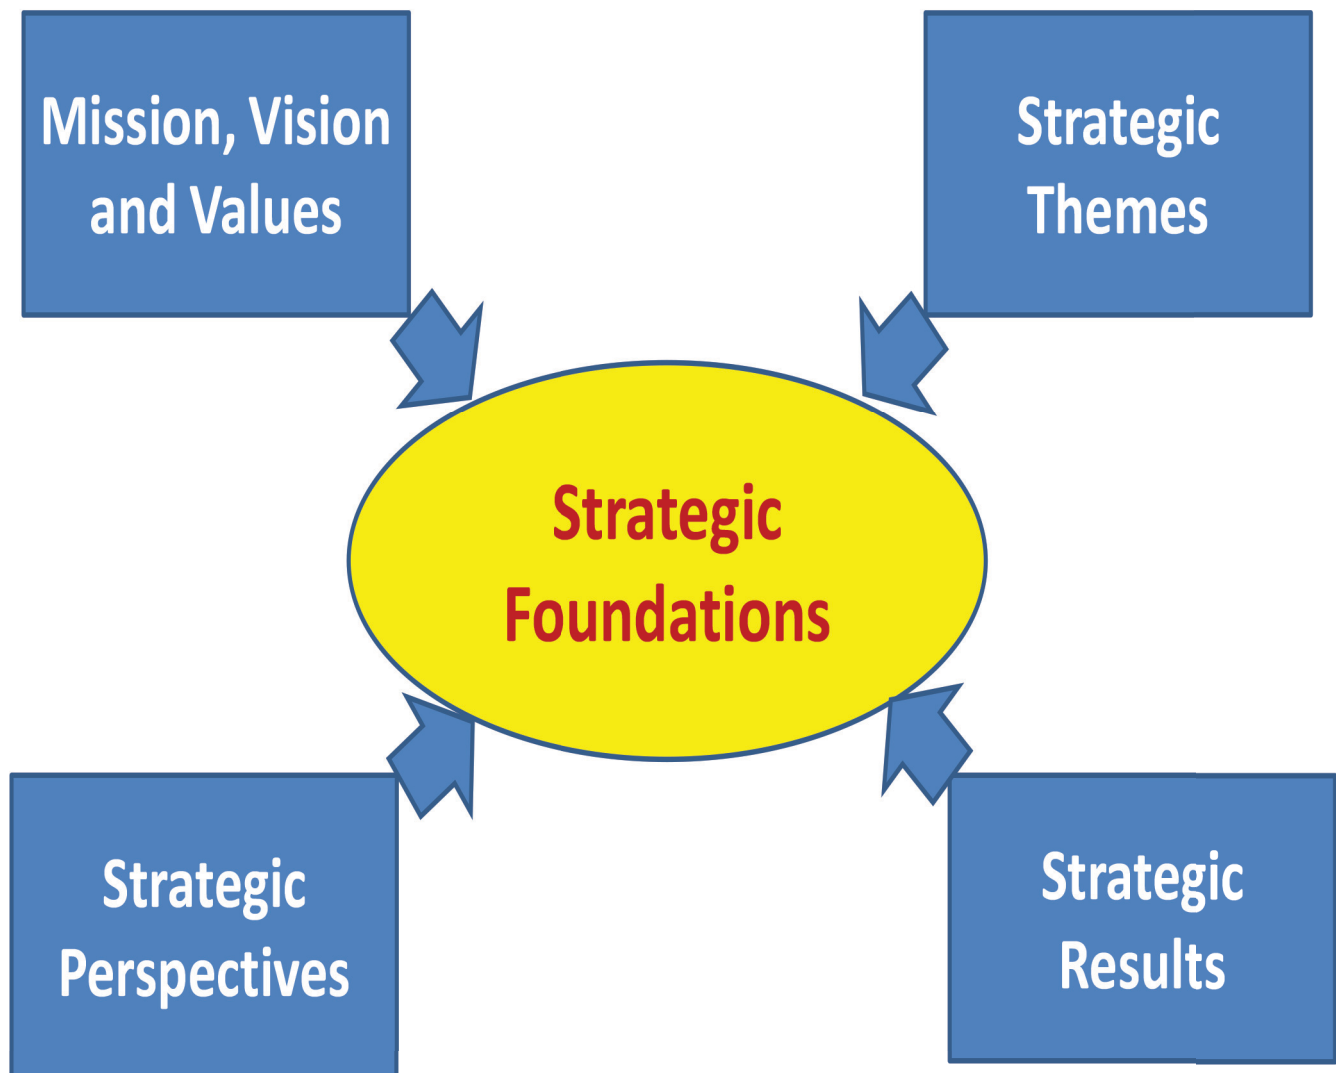 Mission, Vision
and Values
Strategic
Themes
Strategic
Foundations
Strategic
Perspectives
Strategic
Results